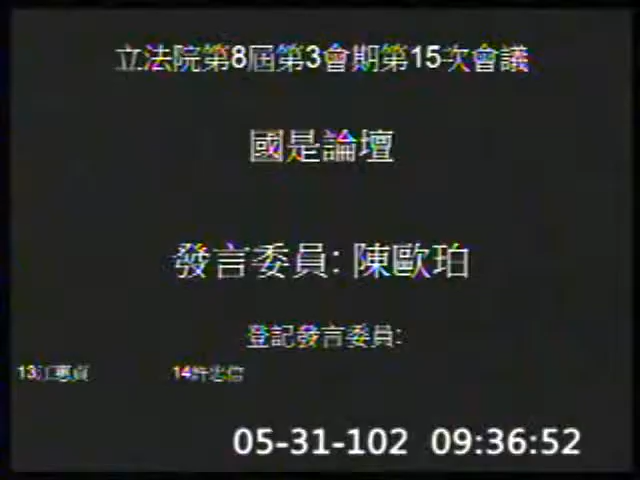 立法院第8屆第3會期第15次會議
國是論壇
發言委員: 陳歐珀
登記發言委員:
13江惠貞 14許忠信
05-31-102 09:36:52